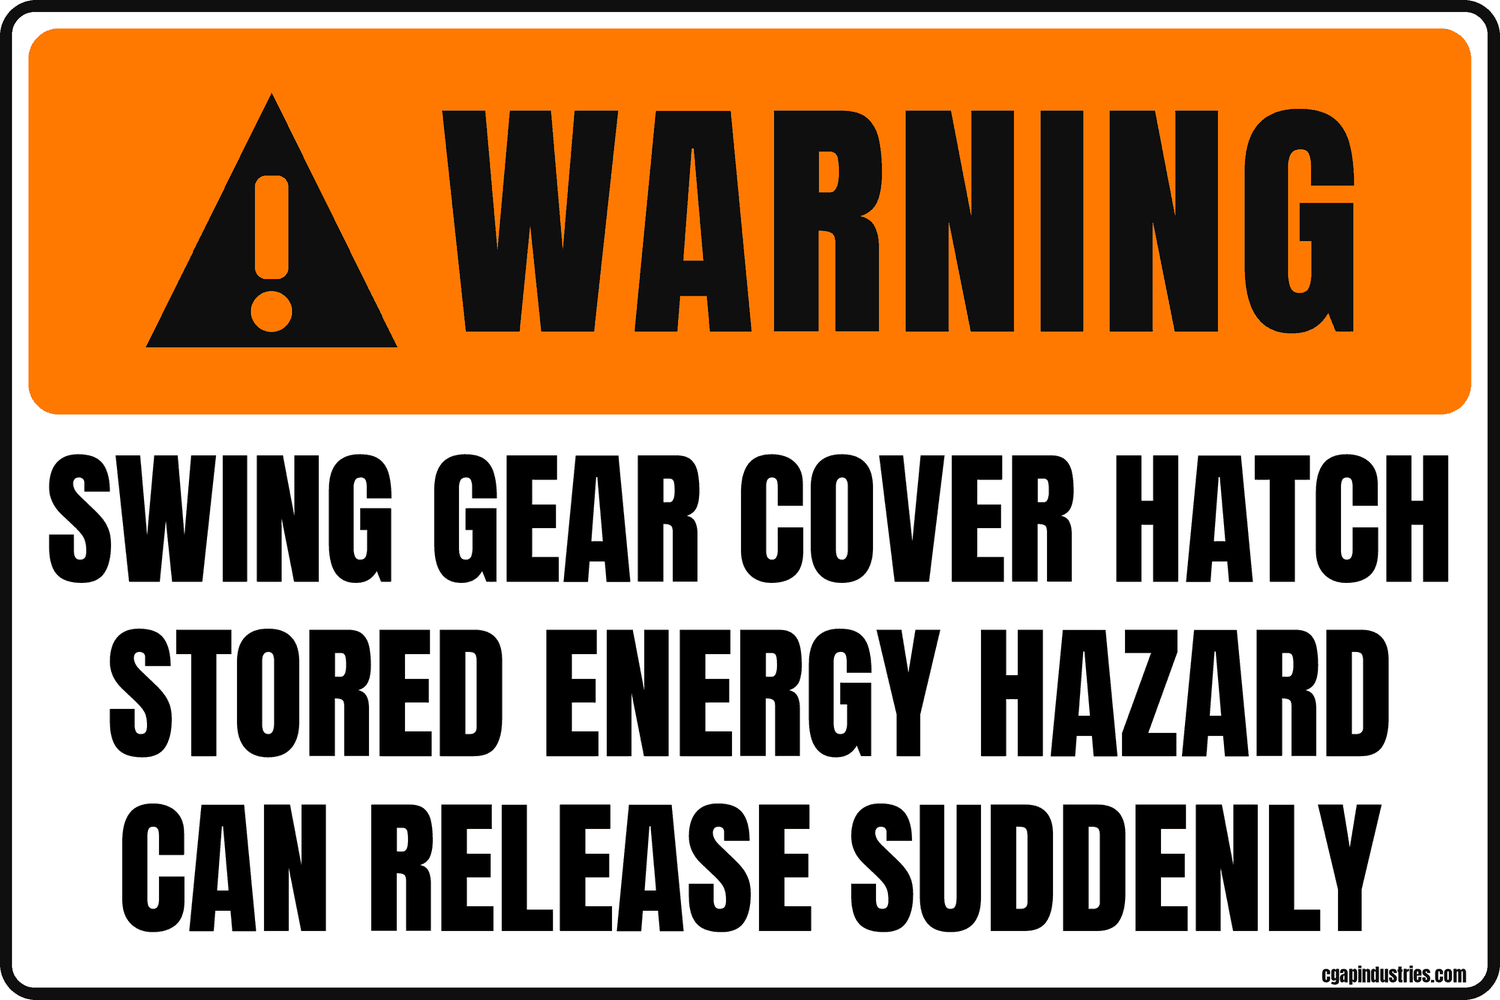 WARNING
SWING GEAR COVER HATCH
STORED ENERGY HAZARD
CAN RELEASE SUDDENLY
cgapindustries.com